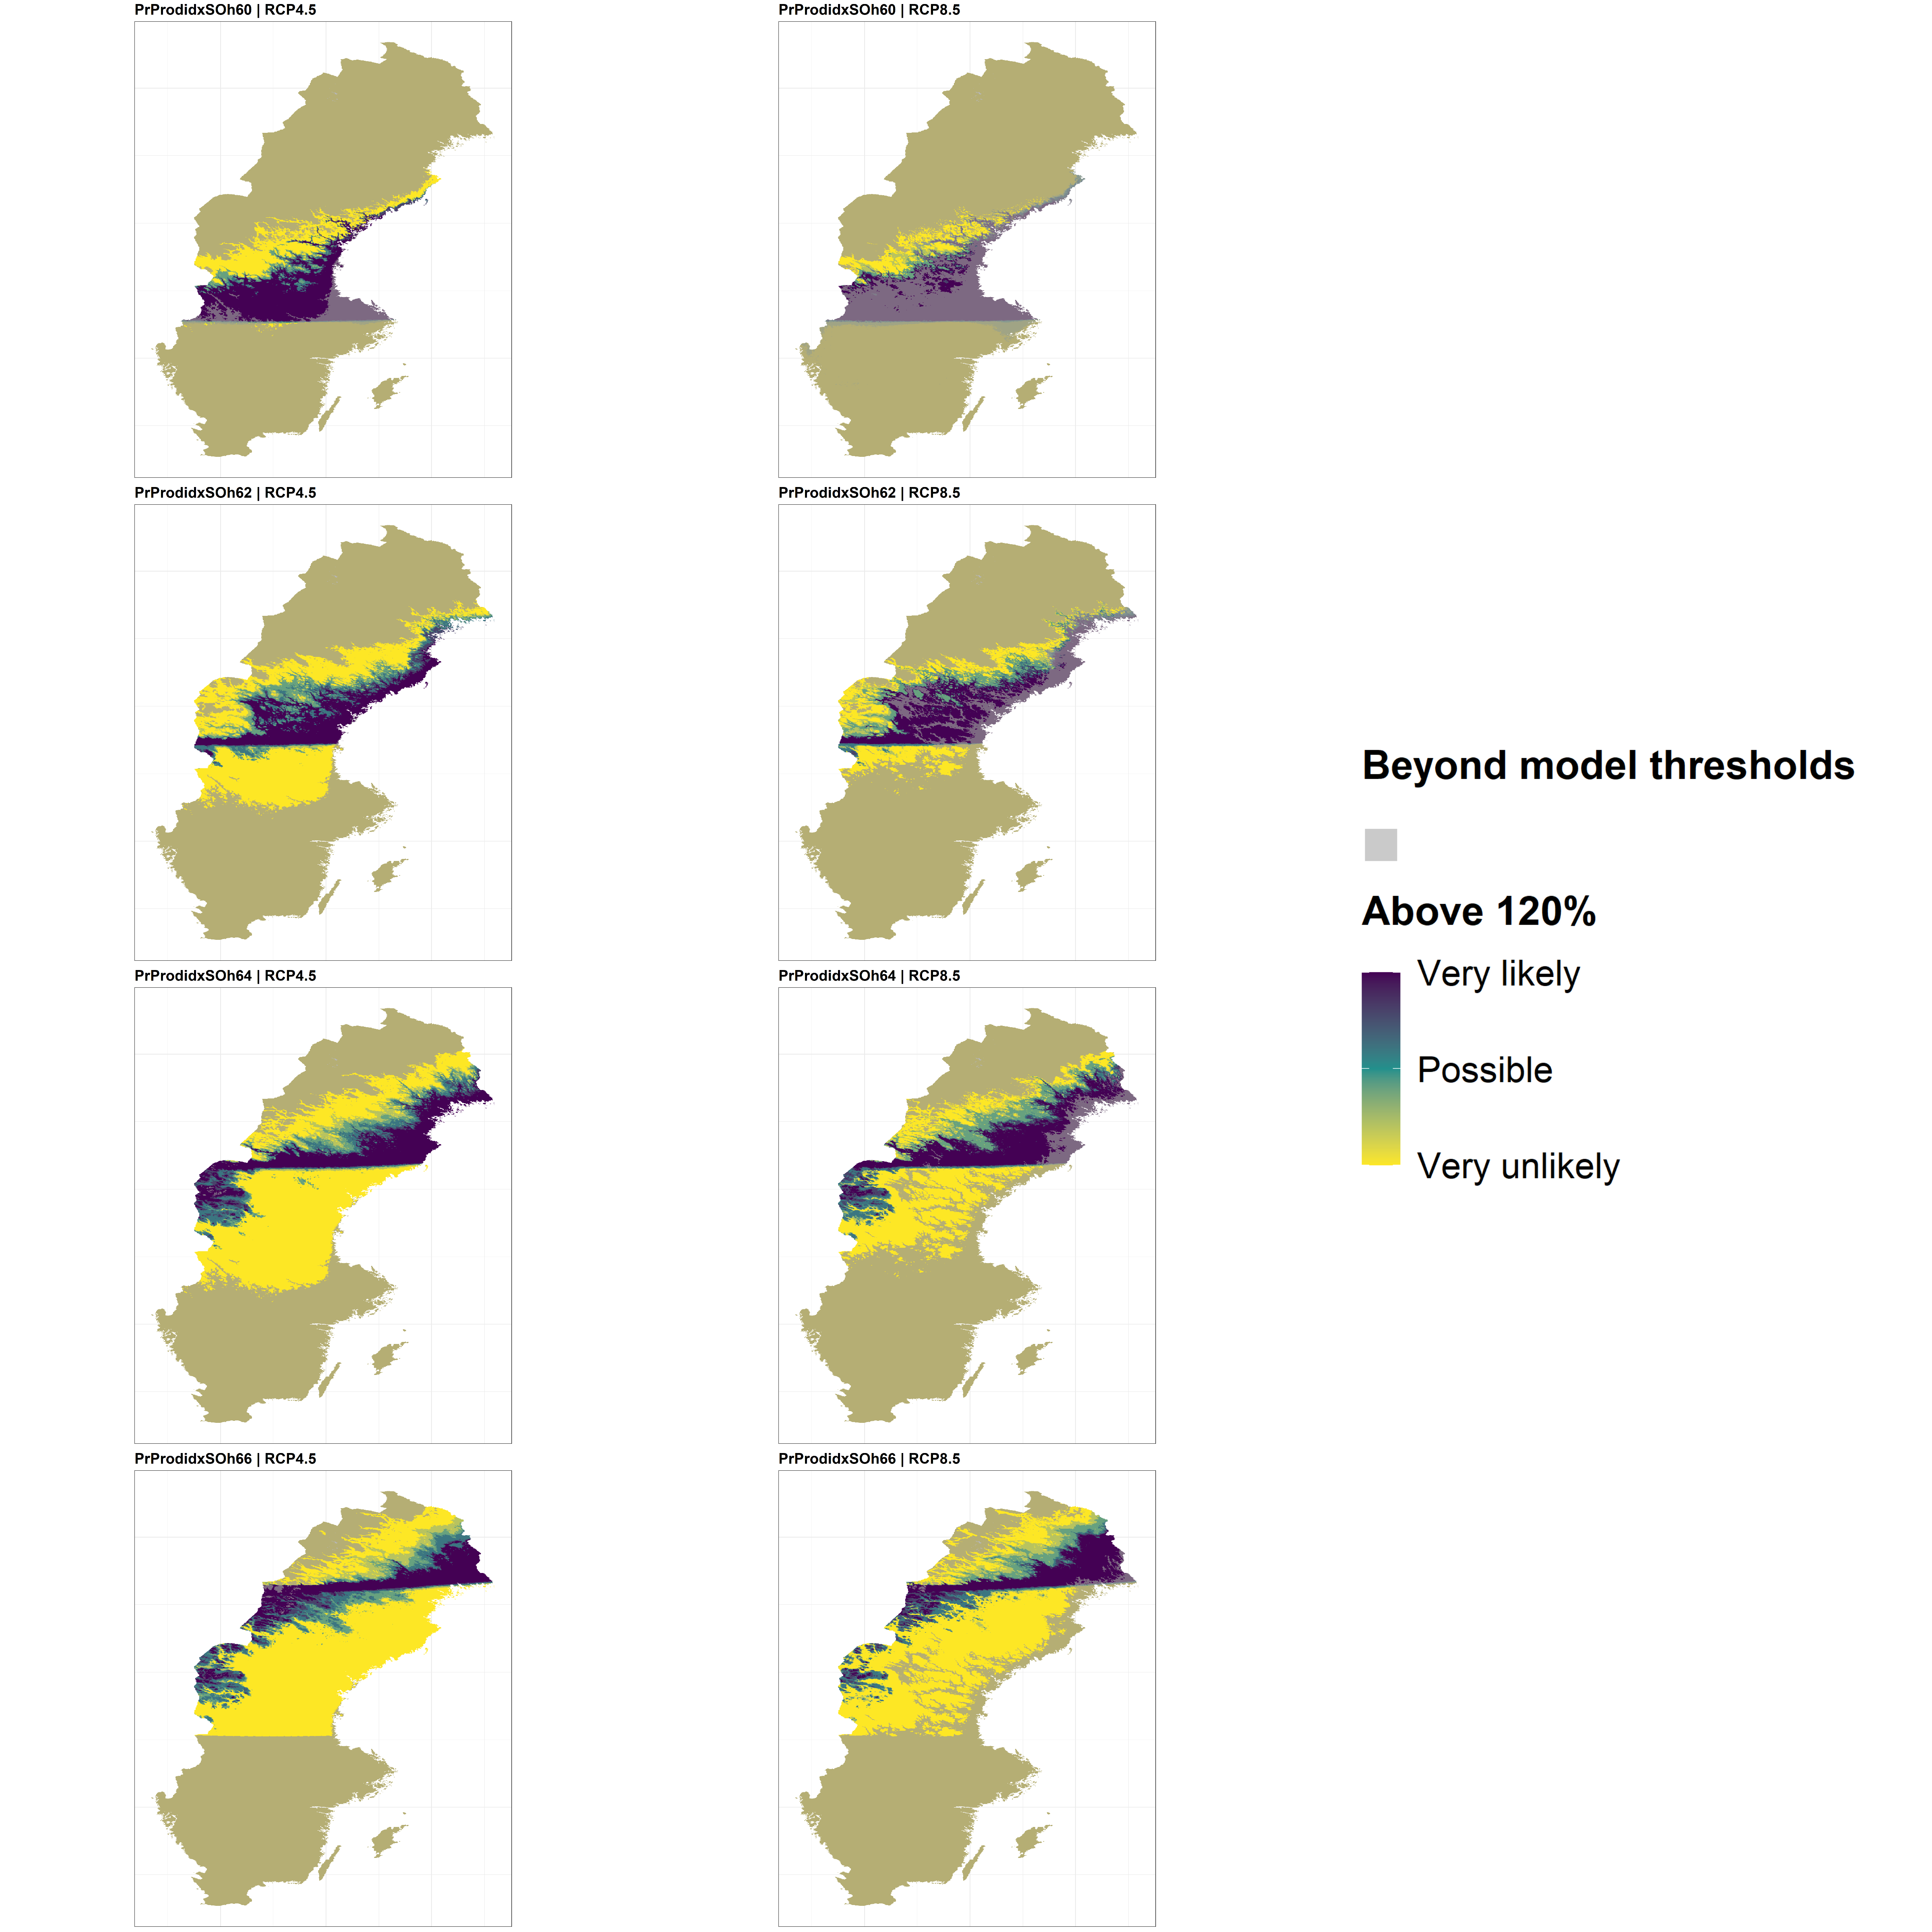 PrProdidxSOh60 | RCP4.5
PrProdidxSOh60 | RCP8.5
PrProdidxSOh62 | RCP4.5
PrProdidxSOh62 | RCP8.5
Beyond model thresholds
Above 120%
Very likely
Possible
Very unlikely
PrProdidxSOh64 | RCP4.5
PrProdidxSOh64 | RCP8.5
PrProdidxSOh66 | RCP4.5
PrProdidxSOh66 | RCP8.5